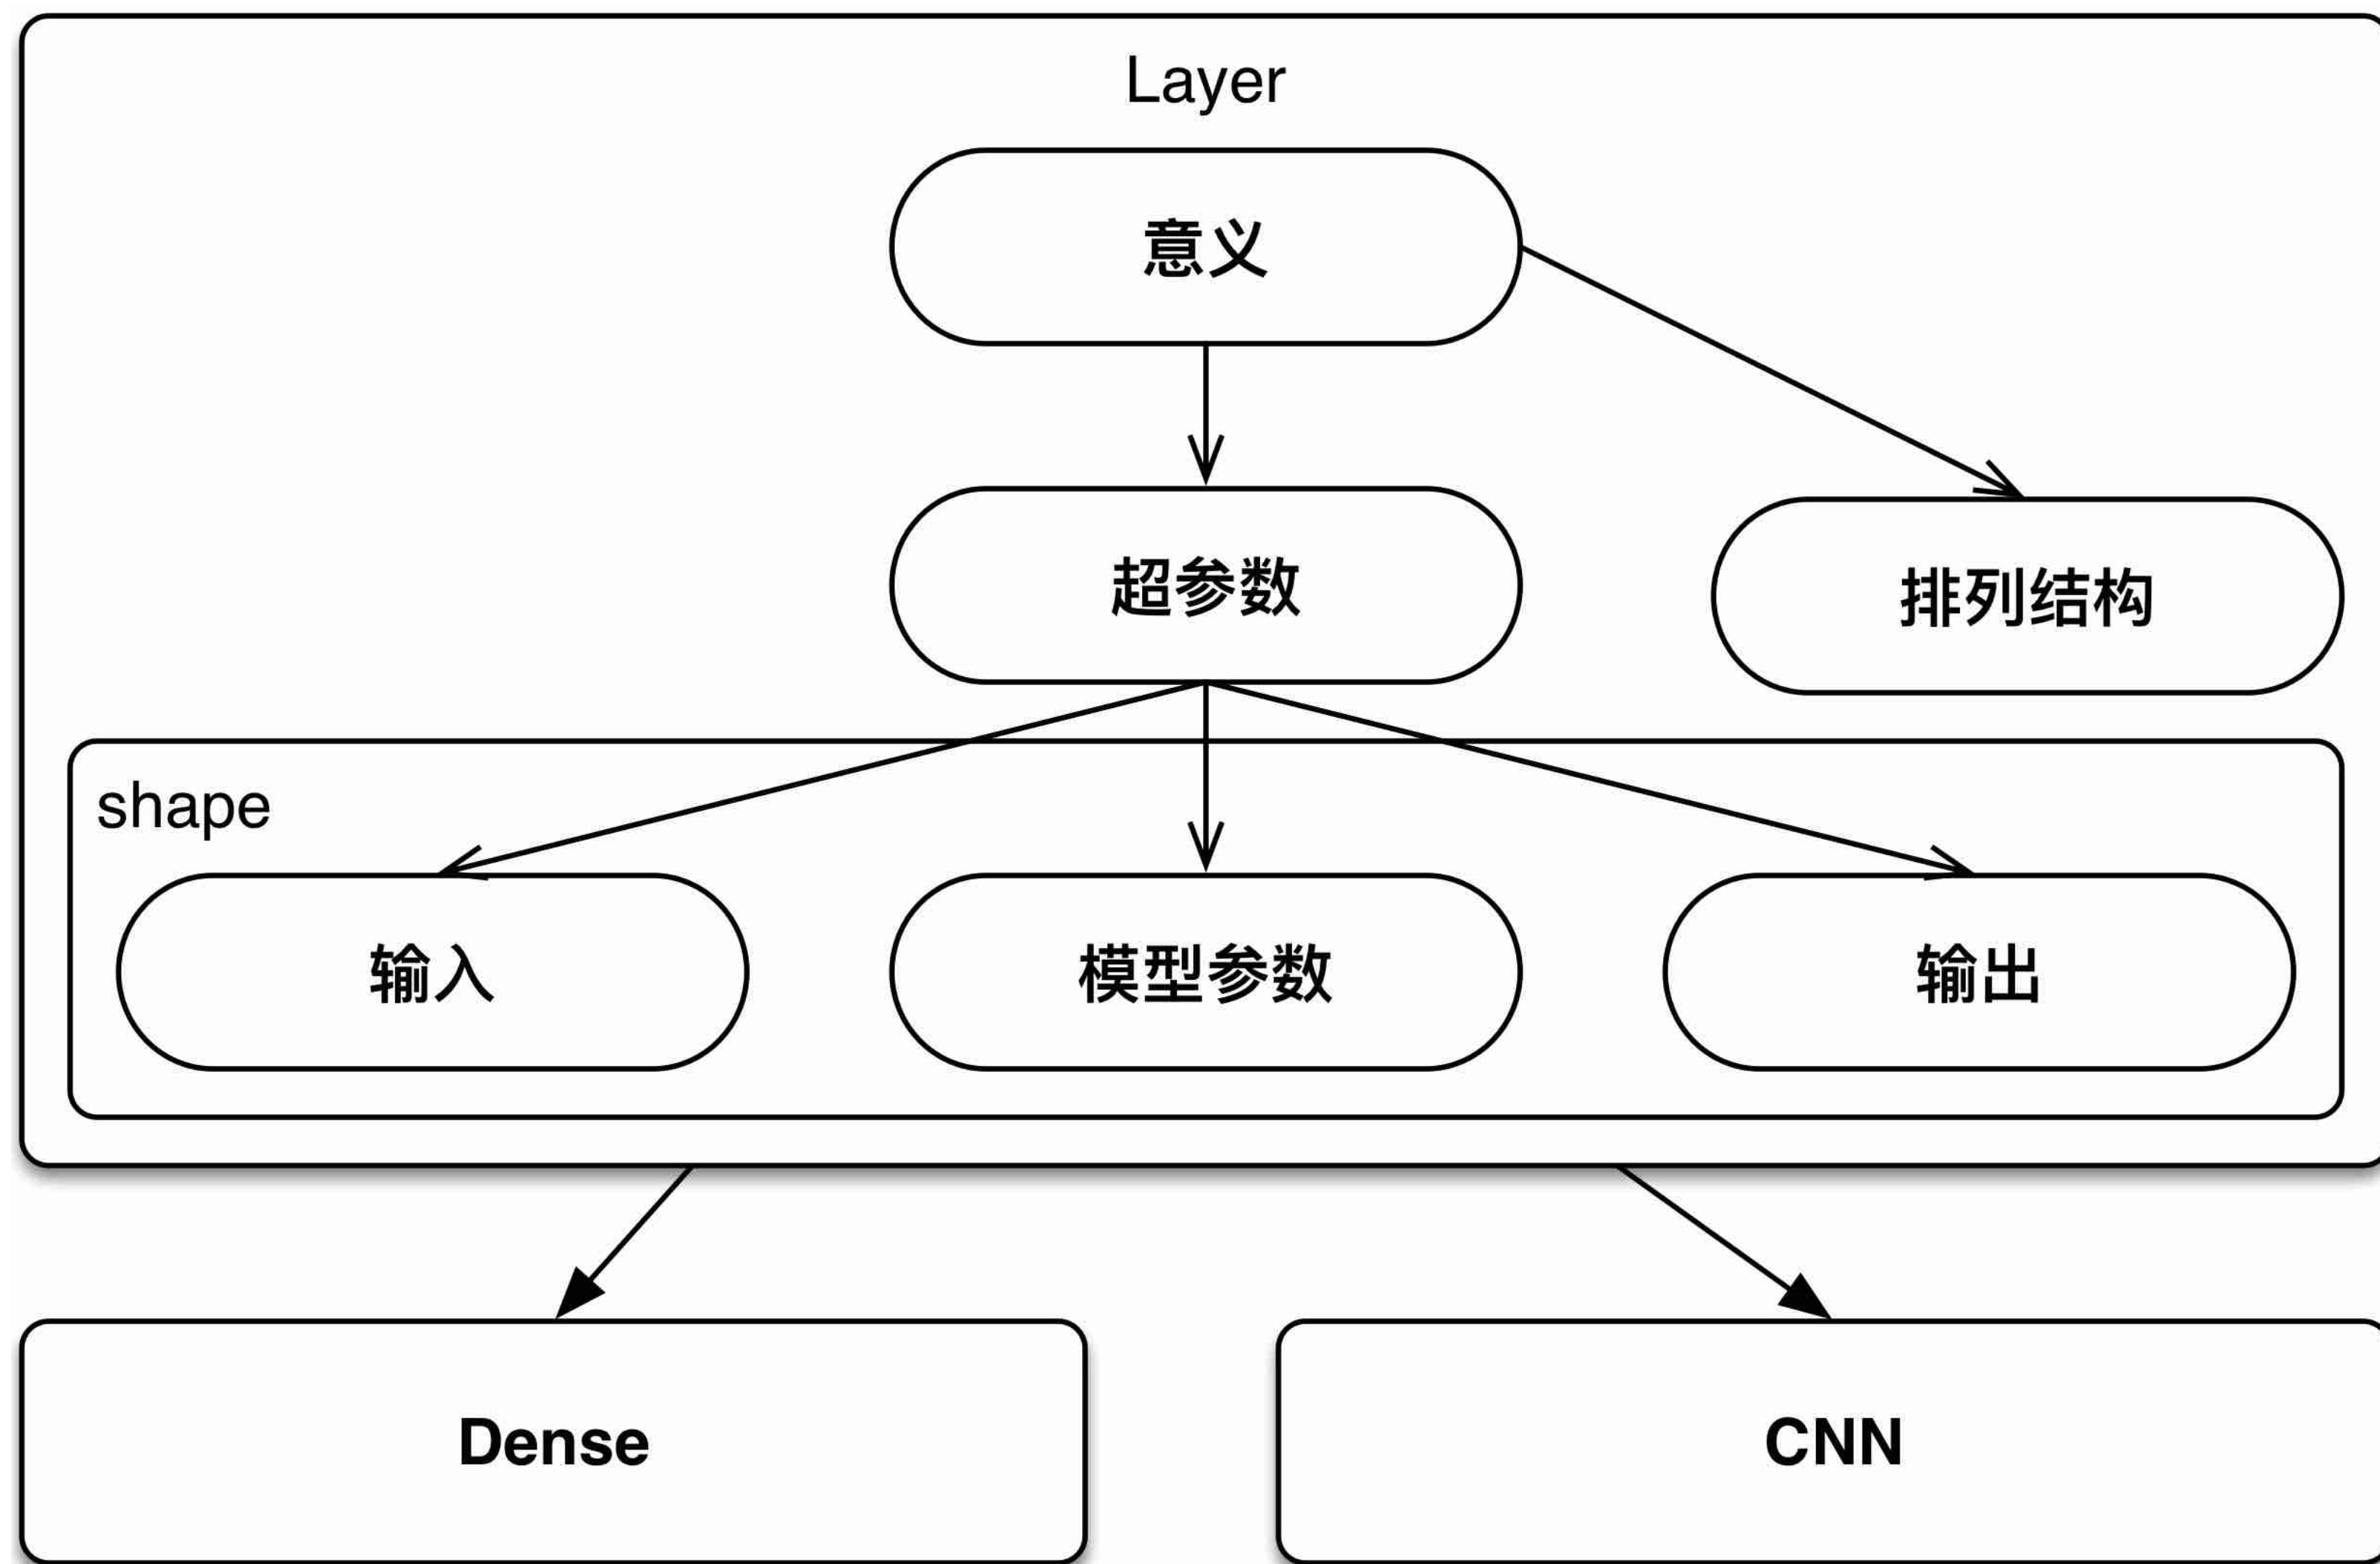 Layer
意义
超参数
排列结构
shape
输入
模型参数
输出
Dense
CNN